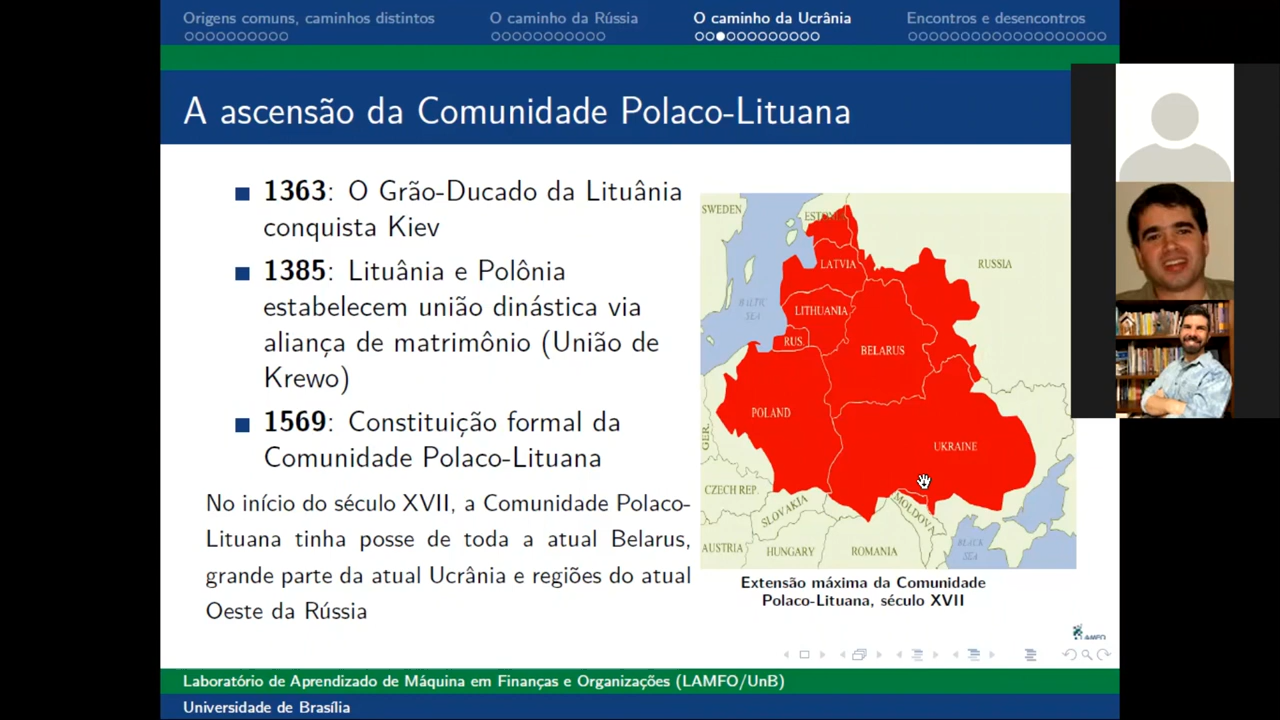 Origens comuns, caminhos distintos
O caminho da Rússia
O caminho da Ucrânia
Encontros e desencontros
A ascensão da Comunidade Polaco-Lituana
1363: O Grão-Ducado da Lituânia
conquista Kiev
1385: Lituânia e Polônia
estabelecem união dinástica via
aliança de matrimônio (União de
Krewo)
1569: Constituição formal da
Comunidade Polaco-Lituana
No início do século XVII, a Comunidade Polaco-
Lituana tinha posse de toda a atual Belarus,
grande parte da atual Ucrânia e regiões do atual
Oeste da Rússia
SWEDEN
ESTONIA
LATVIA
RUSSIA
BALTIC
SEA
LITHUANIA
RUS.
BELARUS
POLAND
GER.
UKRAINE
CZECH REP.
SLOVAKIA
MOLDOVA
AUSTRIA
HUNGARY
ROMANIA
BLACK
SEA
Extensão máxima da Comunidade
Polaco-Lituana, século XVII
LAMFO
Laboratório de Aprendizado de Máquina em Finanças e Organizações (LAMFO/UnB)
Universidade de Brasília